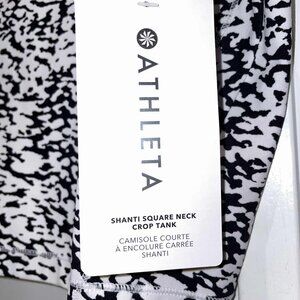 ATHLETA
SHANTI SQUARE NECK
CROP TANK
CAMISOLE COURTE
À ENCOLURE CARRÉE
SHANTI